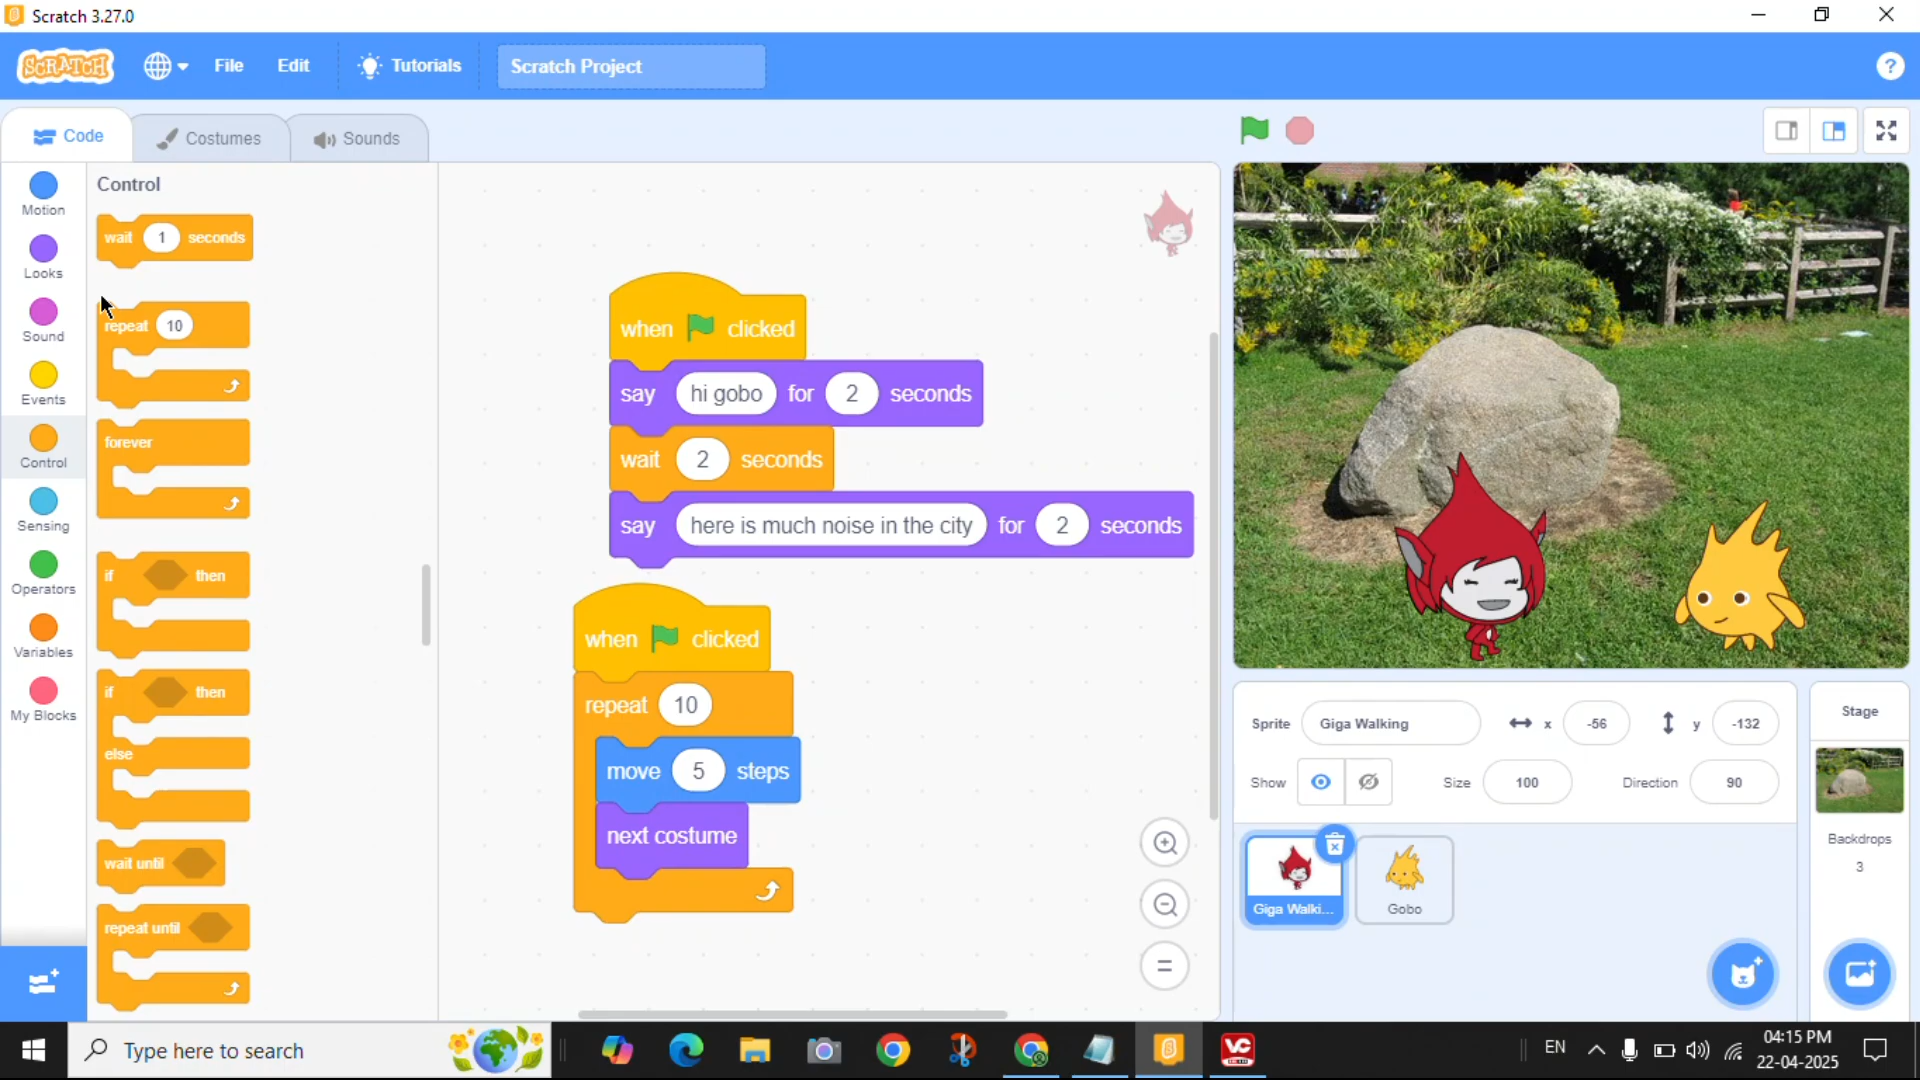 Scratch 3.27.0
SCRATCH
File
Edit
Tutorials
Scratch Project
?
Code
Costumes
Sounds
Motion
Looks
Sound
Events
Control
Sensing
Operators
Variables
My Blocks
Control
wait 1 seconds
repeat 10
forever
if then
if then
else
wait until
repeat until
when clicked
say hi gobo for 2 seconds
wait 2 seconds
say here is much noise in the city for 2 seconds
when clicked
repeat 10
move 5 steps
next costume
Sprite Giga Walking x -56 y -132
Show Size 100 Direction 90
Giga Walki...
Gobo
Stage
Backdrops
3
Type here to search
EN
04:15 PM
22-04-2025